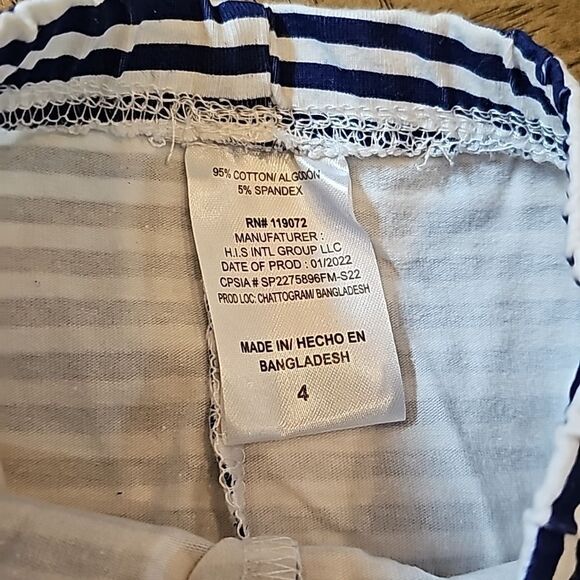 95% COTTON/ ALGODÓN
5% SPANDEX
RN# 119072
MANUFATURER :
H.I.S INTL GROUP LLC
DATE OF PROD : 01/2022
CPSIA # SP2275896FM-S22
PROD LOC: CHATTOGRAM/ BANGLADESH
MADE IN/ HECHO EN
BANGLADESH
4